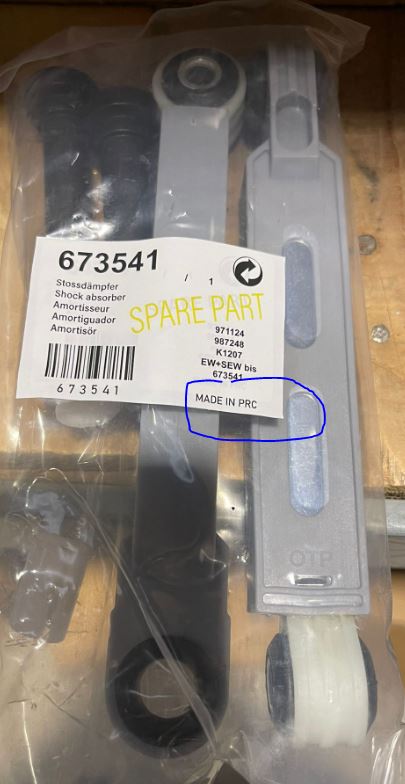 673541
/ 1
Stossdämpfer
Shock absorber
Amortisseur
Amortiguador
Amortisör
SPARE PART
971124
987248
K1207
EW+SEW bis
673541
673541
MADE IN PRC
OTP